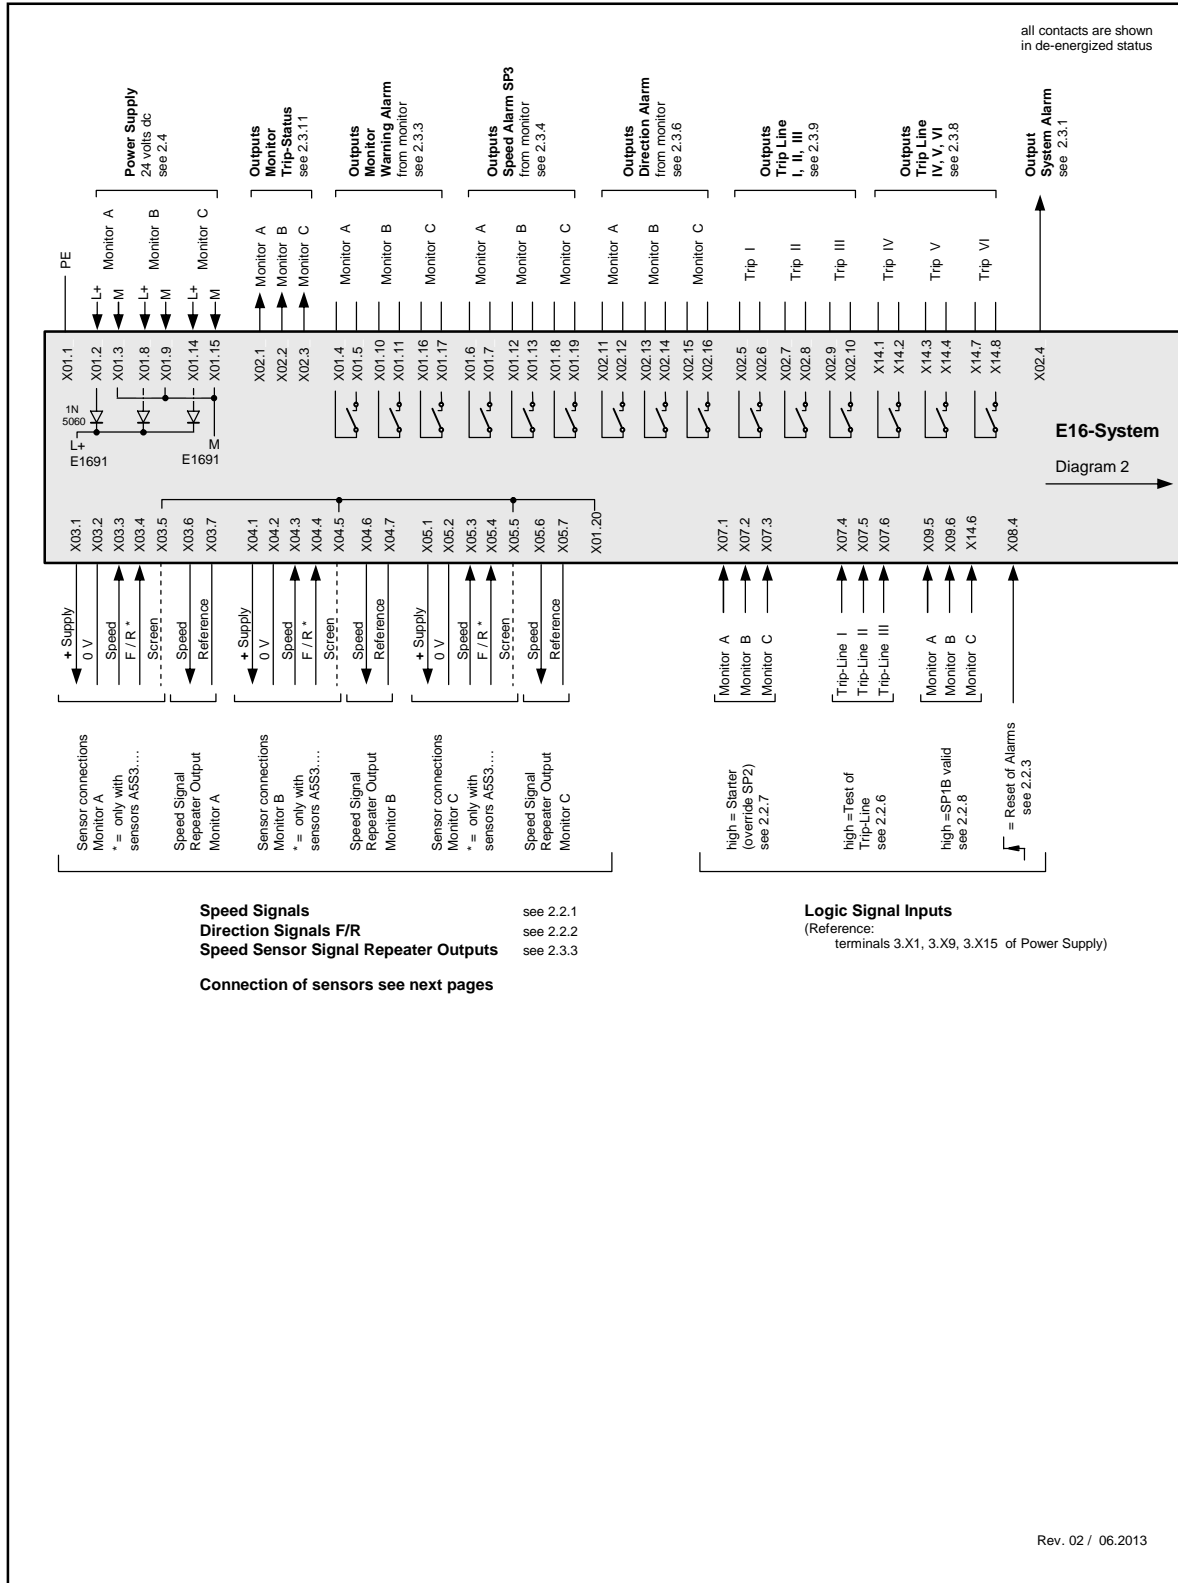 all contacts are shown
in de-energized status
Power Supply
24 volts dc
see 2.4
Outputs
Monitor
Trip-Status
see 2.3.11
Outputs
Monitor
Warning Alarm
from monitor
see 2.3.3
Outputs
Speed Alarm SP3
from monitor
see 2.3.4
Outputs
Direction Alarm
from monitor
see 2.3.6
Outputs
Trip Line
I, II, III
see 2.3.9
Outputs
Trip Line
IV, V, VI
see 2.3.8
Output
System Alarm
see 2.3.1
PE
L+
Monitor A
M
L+
Monitor B
M
L+
Monitor C
M
Monitor A
Monitor B
Monitor C
Monitor A
Monitor B
Monitor C
Monitor A
Monitor B
Monitor C
Monitor A
Monitor B
Monitor C
Trip I
Trip II
Trip III
Trip IV
Trip V
Trip VI
X01.1
X01.2
X01.3
X01.8
X01.9
X01.14
X01.15
X02.1
X02.2
X02.3
X01.4
X01.5
X01.10
X01.11
X01.16
X01.17
X01.6
X01.7
X01.12
X01.13
X01.18
X01.19
X02.11
X02.12
X02.13
X02.14
X02.15
X02.16
X02.5
X02.6
X02.7
X02.8
X02.9
X02.10
X14.1
X14.2
X14.3
X14.4
X14.7
X14.8
X02.4
1N
5060
L+
E1691
M
E1691
E16-System
Diagram 2
X03.1
X03.2
X03.3
X03.4
X03.5
X03.6
X03.7
X04.1
X04.2
X04.3
X04.4
X04.5
X04.6
X04.7
X05.1
X05.2
X05.3
X05.4
X05.5
X05.6
X05.7
X01.20
X07.1
X07.2
X07.3
X07.4
X07.5
X07.6
X09.5
X09.6
X14.6
X08.4
+ Supply
0 V
Speed
F / R *
Screen
Speed
Reference
+ Supply
0 V
Speed
F / R *
Screen
Speed
Reference
+ Supply
0 V
Speed
F / R *
Screen
Speed
Reference
Monitor A
Monitor B
Monitor C
Trip-Line I
Trip-Line II
Trip-Line III
Monitor A
Monitor B
Monitor C
Sensor connections
Monitor A
* = only with
sensors A5S3....
Speed Signal
Repeater Output
Monitor A
Sensor connections
Monitor B
* = only with
sensors A5S3....
Speed Signal
Repeater Output
Monitor B
Sensor connections
Monitor C
* = only with
sensors A5S3....
Speed Signal
Repeater Output
Monitor C
high = Starter
(override SP2)
see 2.2.7
high =Test of
Trip-Line
see 2.2.6
high =SP1B valid
see 2.2.8
= Reset of Alarms
see 2.2.3
Speed Signals see 2.2.1
Direction Signals F/R see 2.2.2
Speed Sensor Signal Repeater Outputs see 2.3.3
Connection of sensors see next pages
Logic Signal Inputs
(Reference:
terminals 3.X1, 3.X9, 3.X15 of Power Supply)
Rev. 02 / 06.2013